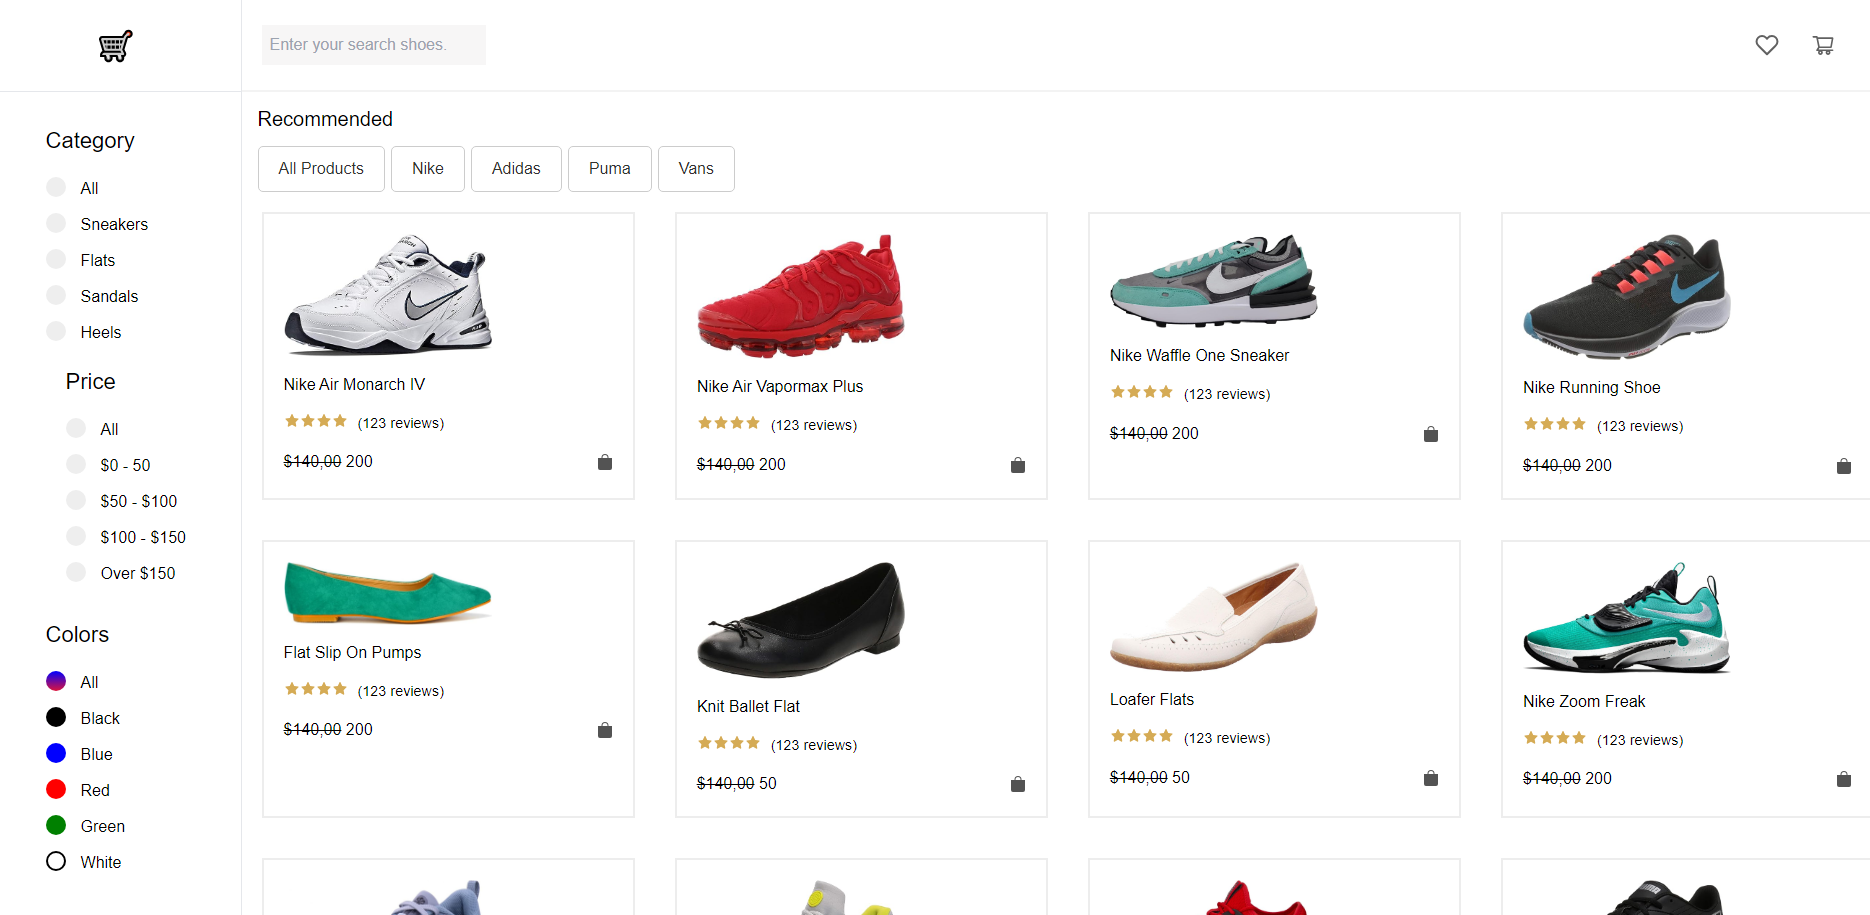 Enter your search shoes.
Category
All
Sneakers
Flats
Sandals
Heels
Price
All
$0 - 50
$50 - $100
$100 - $150
Over $150
Colors
All
Black
Blue
Red
Green
White
Recommended
All Products
Nike
Adidas
Puma
Vans
Nike Air Monarch IV
(123 reviews)
$140,00 200
Nike Air Vapormax Plus
(123 reviews)
$140,00 200
Nike Waffle One Sneaker
(123 reviews)
$140,00 200
Nike Running Shoe
(123 reviews)
$140,00 200
Flat Slip On Pumps
(123 reviews)
$140,00 200
Knit Ballet Flat
(123 reviews)
$140,00 50
Loafer Flats
(123 reviews)
$140,00 50
Nike Zoom Freak
(123 reviews)
$140,00 200